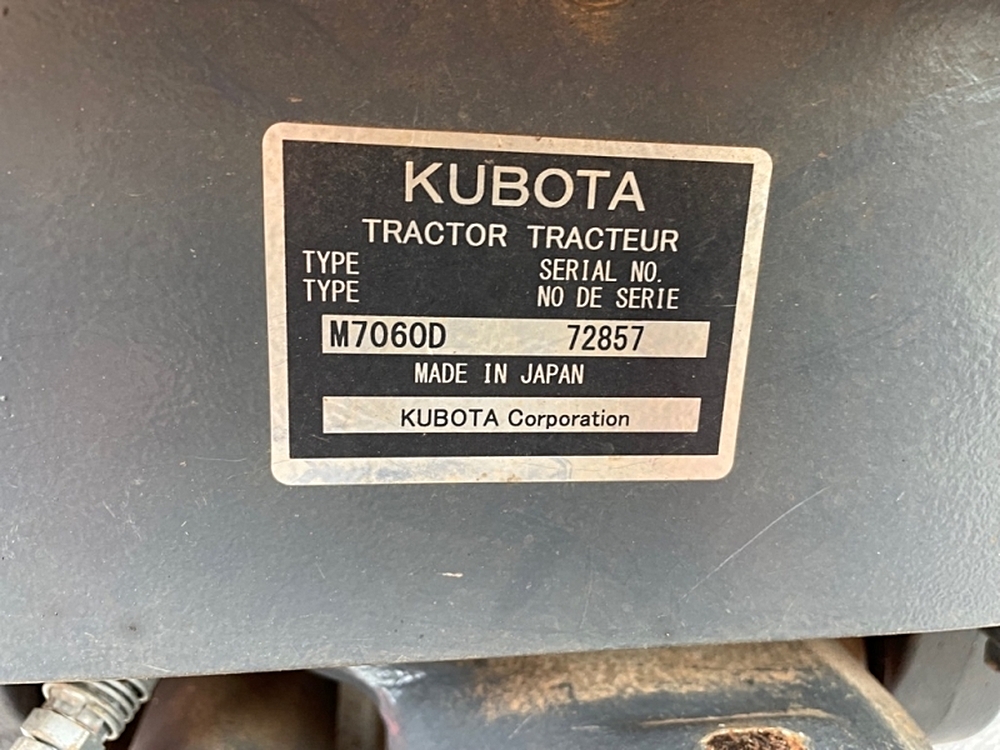 KUBOTA
TRACTOR TRACTEUR
TYPE SERIAL NO.
TYPE NO DE SERIE
M7060D 72857
MADE IN JAPAN
KUBOTA Corporation